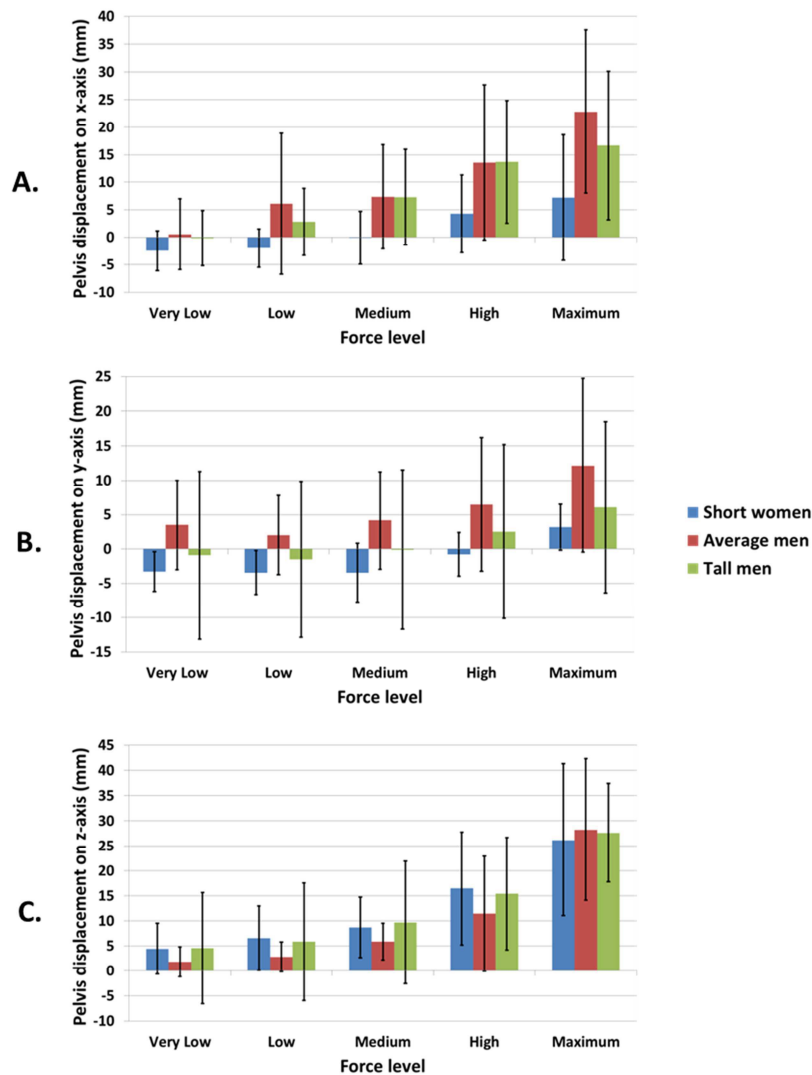 A.
Pelvis displacement on x-axis (mm)
40
35
30
25
20
15
10
5
0
-5
-10
Very Low Low Medium High Maximum
Force level
B.
Pelvis displacement on y-axis (mm)
25
20
15
10
5
0
-5
-10
-15
Very Low Low Medium High Maximum
Force level
Short women
Average men
Tall men
C.
Pelvis displacement on z-axis (mm)
45
40
35
30
25
20
15
10
5
0
-5
-10
Very Low Low Medium High Maximum
Force level